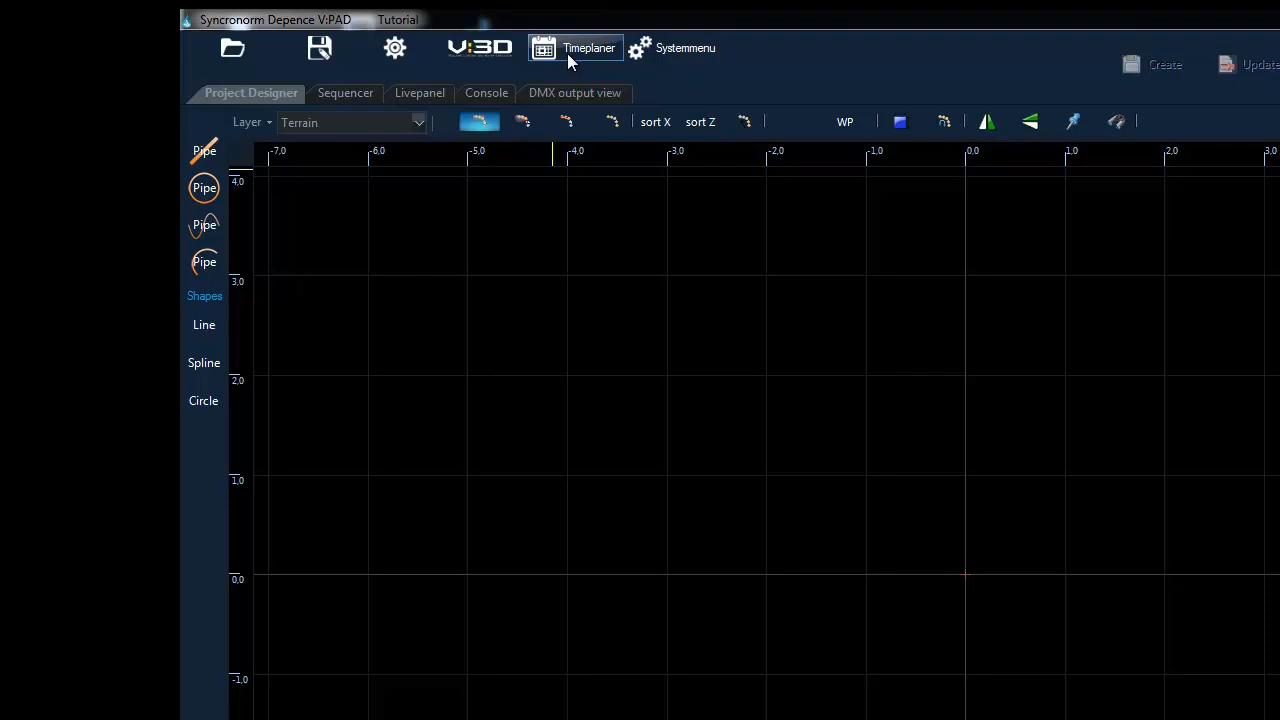 Syncronorm Depence V:PAD Tutorial
V:3D Timeplaner Systemmenu
Create Update
Project Designer Sequencer Livepanel Console DMX output view
Layer Terrain sort X sort Z WP
-7,0 -6,0 -5,0 -4,0 -3,0 -2,0 -1,0 0,0 1,0 2,0 3,0
Pipe
4,0
Pipe
Pipe
Pipe
3,0
Shapes
Line
Spline
2,0
Circle
1,0
0,0
-1,0